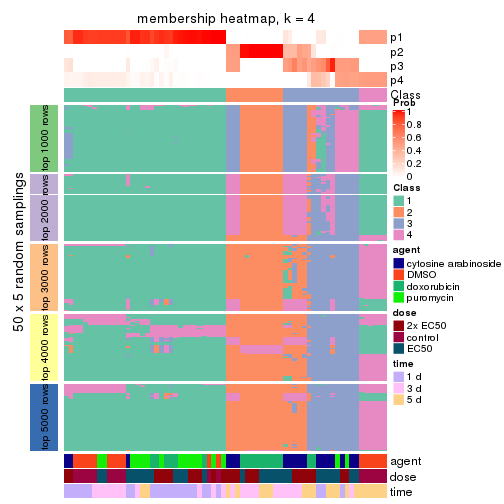 membership heatmap, k = 4
p1
p2
p3
p4
Class
50 x 5 random samplings
top 1000 rows
top 2000 rows
top 3000 rows
top 4000 rows
top 5000 rows
agent
dose
time
Prob
1
0.8
0.6
0.4
0.2
0
Class
1
2
3
4
agent
cytosine arabinoside
DMSO
doxorubicin
puromycin
dose
2x EC50
control
EC50
time
1 d
3 d
5 d